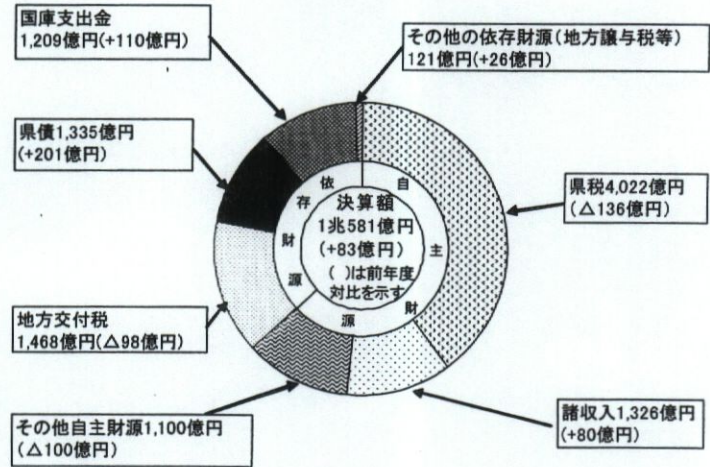 国庫支出金
1,209億円(+110億円)
その他の依存財源(地方譲与税等)
121億円(+26億円)
県債1,335億円
(+201億円)
県税4,022億円
(△136億円)
依存財源
自主財源
決算額
1兆581億円
(+83億円)
( )は前年度
対比を示す
地方交付税
1,468億円(△98億円)
その他自主財源1,100億円
(△100億円)
諸収入1,326億円
(+80億円)